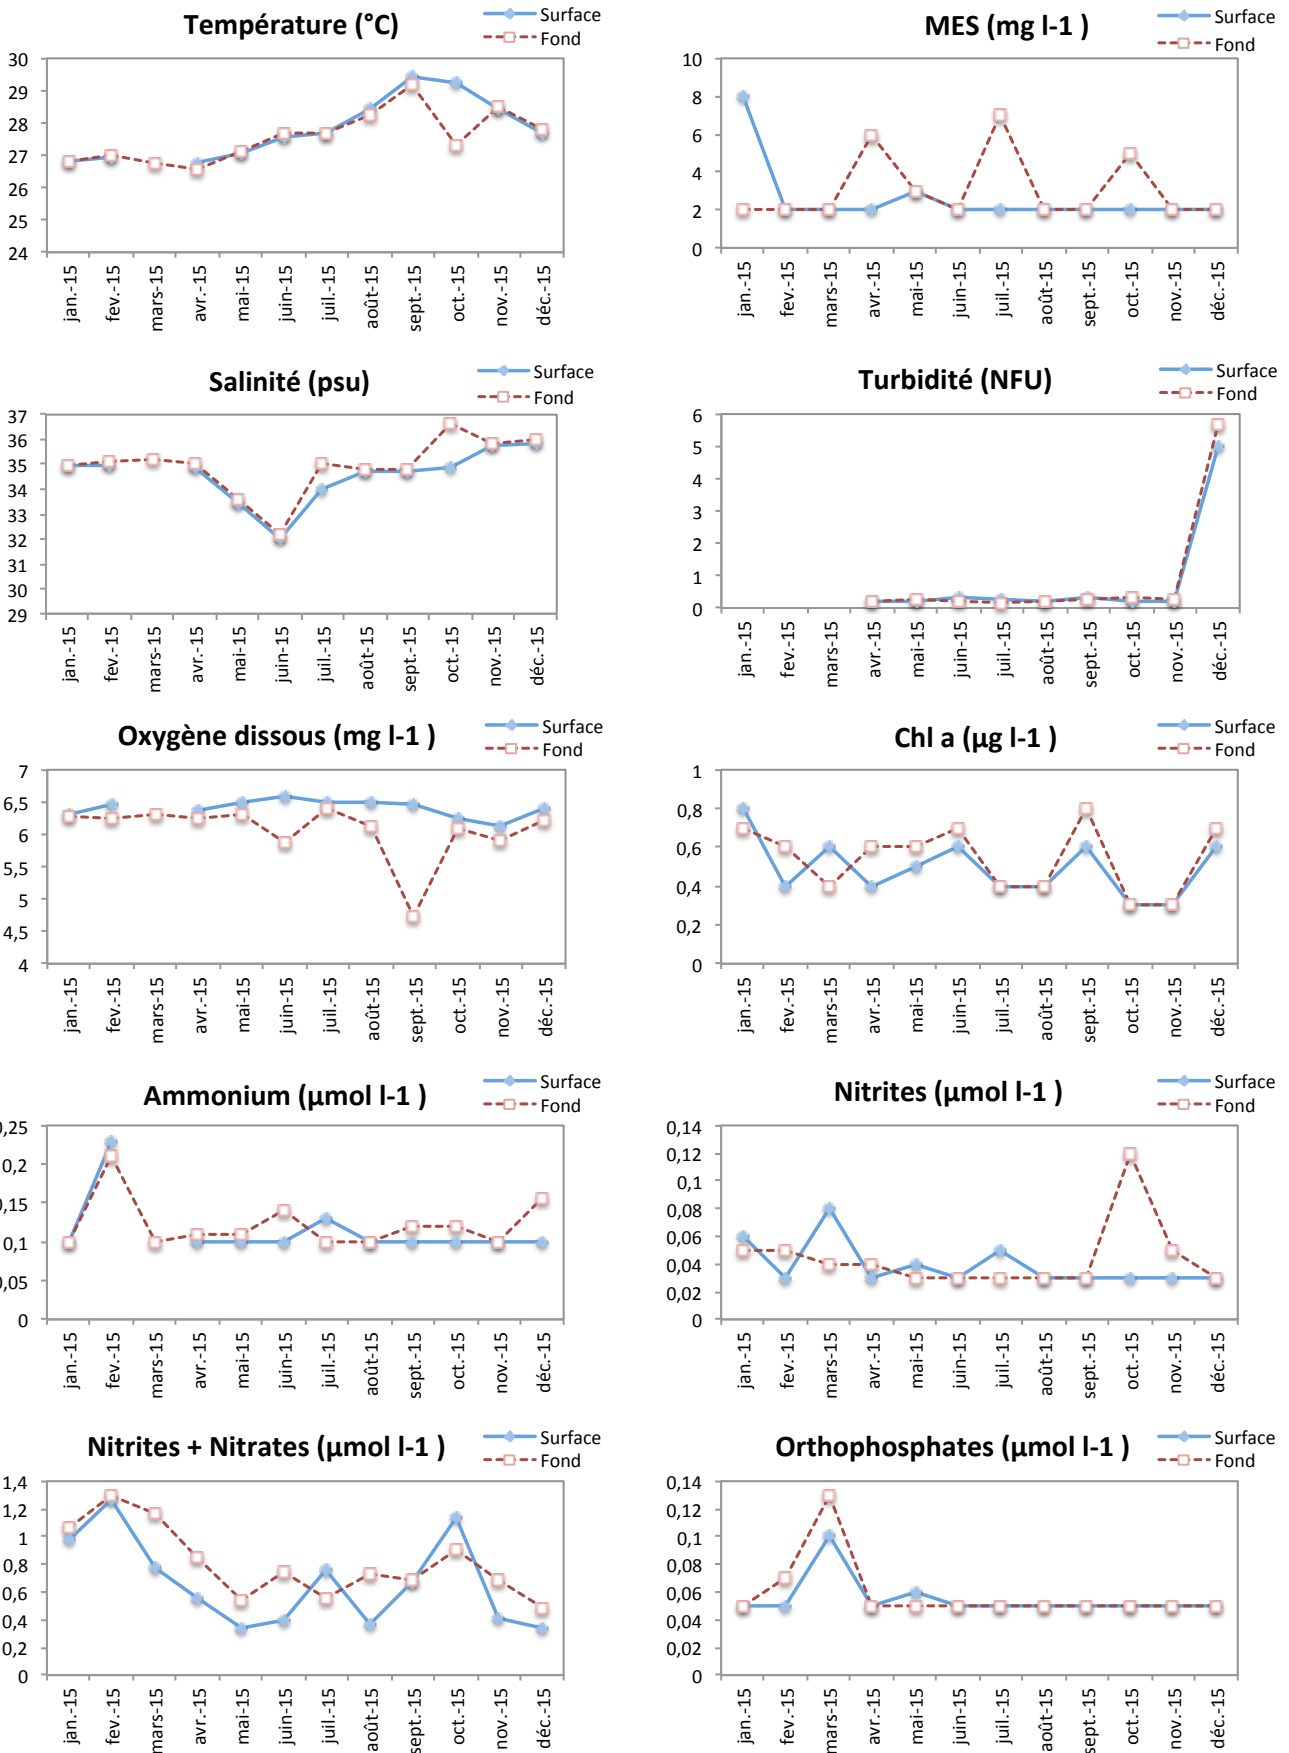 Température (°C)
Surface
Fond
30
29
28
27
26
25
24
jan.-15
fev.-15
mars-15
avr.-15
mai-15
juin-15
juil.-15
août-15
sept.-15
oct.-15
nov.-15
déc.-15
MES (mg l-1 )
Surface
Fond
10
8
6
4
2
0
jan.-15
fev.-15
mars-15
avr.-15
mai-15
juin-15
juil.-15
août-15
sept.-15
oct.-15
nov.-15
déc.-15
Salinité (psu)
Surface
Fond
37
36
35
34
33
32
31
30
29
jan.-15
fev.-15
mars-15
avr.-15
mai-15
juin-15
juil.-15
août-15
sept.-15
oct.-15
nov.-15
déc.-15
Turbidité (NFU)
Surface
Fond
6
5
4
3
2
1
0
jan.-15
fev.-15
mars-15
avr.-15
mai-15
juin-15
juil.-15
août-15
sept.-15
oct.-15
nov.-15
déc.-15
Oxygène dissous (mg l-1 )
Surface
Fond
7
6,5
6
5,5
5
4,5
4
jan.-15
fev.-15
mars-15
avr.-15
mai-15
juin-15
juil.-15
août-15
sept.-15
oct.-15
nov.-15
déc.-15
Chl a (µg l-1 )
Surface
Fond
1
0,8
0,6
0,4
0,2
0
jan.-15
fev.-15
mars-15
avr.-15
mai-15
juin-15
juil.-15
août-15
sept.-15
oct.-15
nov.-15
déc.-15
Ammonium (µmol l-1 )
Surface
Fond
0,25
0,2
0,15
0,1
0,05
0
jan.-15
fev.-15
mars-15
avr.-15
mai-15
juin-15
juil.-15
août-15
sept.-15
oct.-15
nov.-15
déc.-15
Nitrites (µmol l-1 )
Surface
Fond
0,14
0,12
0,1
0,08
0,06
0,04
0,02
0
jan.-15
fev.-15
mars-15
avr.-15
mai-15
juin-15
juil.-15
août-15
sept.-15
oct.-15
nov.-15
déc.-15
Nitrites + Nitrates (µmol l-1 )
Surface
Fond
1,4
1,2
1
0,8
0,6
0,4
0,2
0
jan.-15
fev.-15
mars-15
avr.-15
mai-15
juin-15
juil.-15
août-15
sept.-15
oct.-15
nov.-15
déc.-15
Orthophosphates (µmol l-1 )
Surface
Fond
0,14
0,12
0,1
0,08
0,06
0,04
0,02
0
jan.-15
fev.-15
mars-15
avr.-15
mai-15
juin-15
juil.-15
août-15
sept.-15
oct.-15
nov.-15
déc.-15